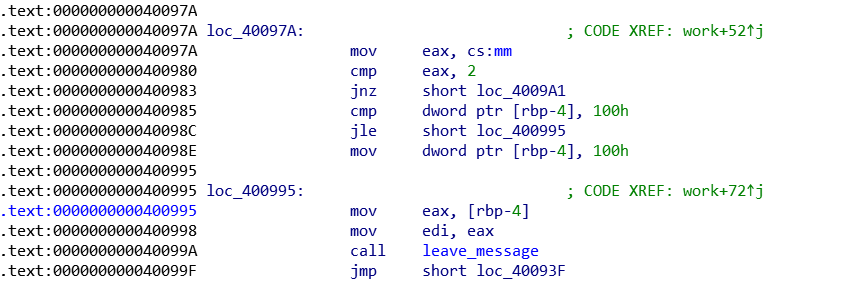 .text:000000000040097A
.text:000000000040097A loc_40097A: ; CODE XREF: work+52↑j
.text:000000000040097A mov eax, cs:mm
.text:0000000000400980 cmp eax, 2
.text:0000000000400983 jnz short loc_4009A1
.text:0000000000400985 cmp dword ptr [rbp-4], 100h
.text:000000000040098C jle short loc_400995
.text:000000000040098E mov dword ptr [rbp-4], 100h
.text:0000000000400995
.text:0000000000400995 loc_400995: ; CODE XREF: work+72↑j
.text:0000000000400995 mov eax, [rbp-4]
.text:0000000000400998 mov edi, eax
.text:000000000040099A call leave_message
.text:000000000040099F jmp short loc_40093F